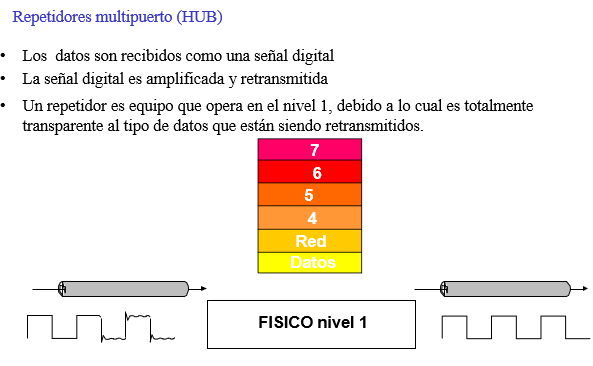 Repetidores multipuerto (HUB)
• Los datos son recibidos como una señal digital
• La señal digital es amplificada y retransmitida
• Un repetidor es equipo que opera en el nivel 1, debido a lo cual es totalmente
transparente al tipo de datos que están siendo retransmitidos.
7
6
5
4
Red
Datos
FISICO nivel 1